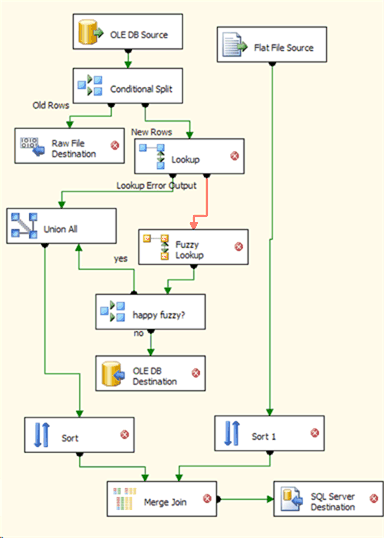 OLE DB Source
Flat File Source
Conditional Split
Old Rows
New Rows
Raw File
Destination
Lookup
Lookup Error Output
Union All
Fuzzy
Lookup
yes
happy fuzzy?
no
OLE DB
Destination
Sort
Sort 1
Merge Join
SQL Server
Destination